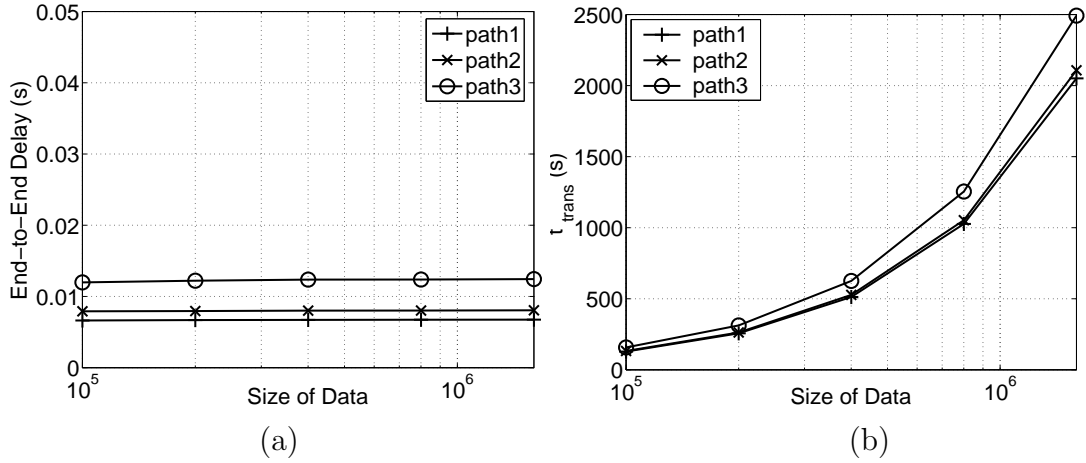 0.05
0.04
0.03
0.02
0.01
0
End−to−End Delay (s)
path1
path2
path3
10^5
10^6
Size of Data
(a)
2500
2000
1500
1000
500
0
t_trans (s)
path1
path2
path3
10^5
10^6
Size of Data
(b)